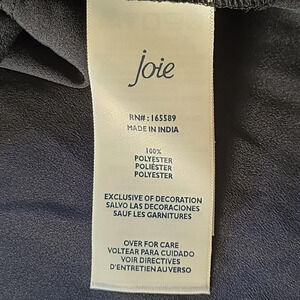 joie
RN#: 165589
MADE IN INDIA
100%
POLYESTER
POLIÉSTER
POLYESTER
EXCLUSIVE OF DECORATION
SALVO LAS DECORACIONES
SAUF LES GARNITURES
OVER FOR CARE
VOLTEAR PARA CUIDADO
VOIR DIRECTIVES
D'ENTRETIEN AU VERSO